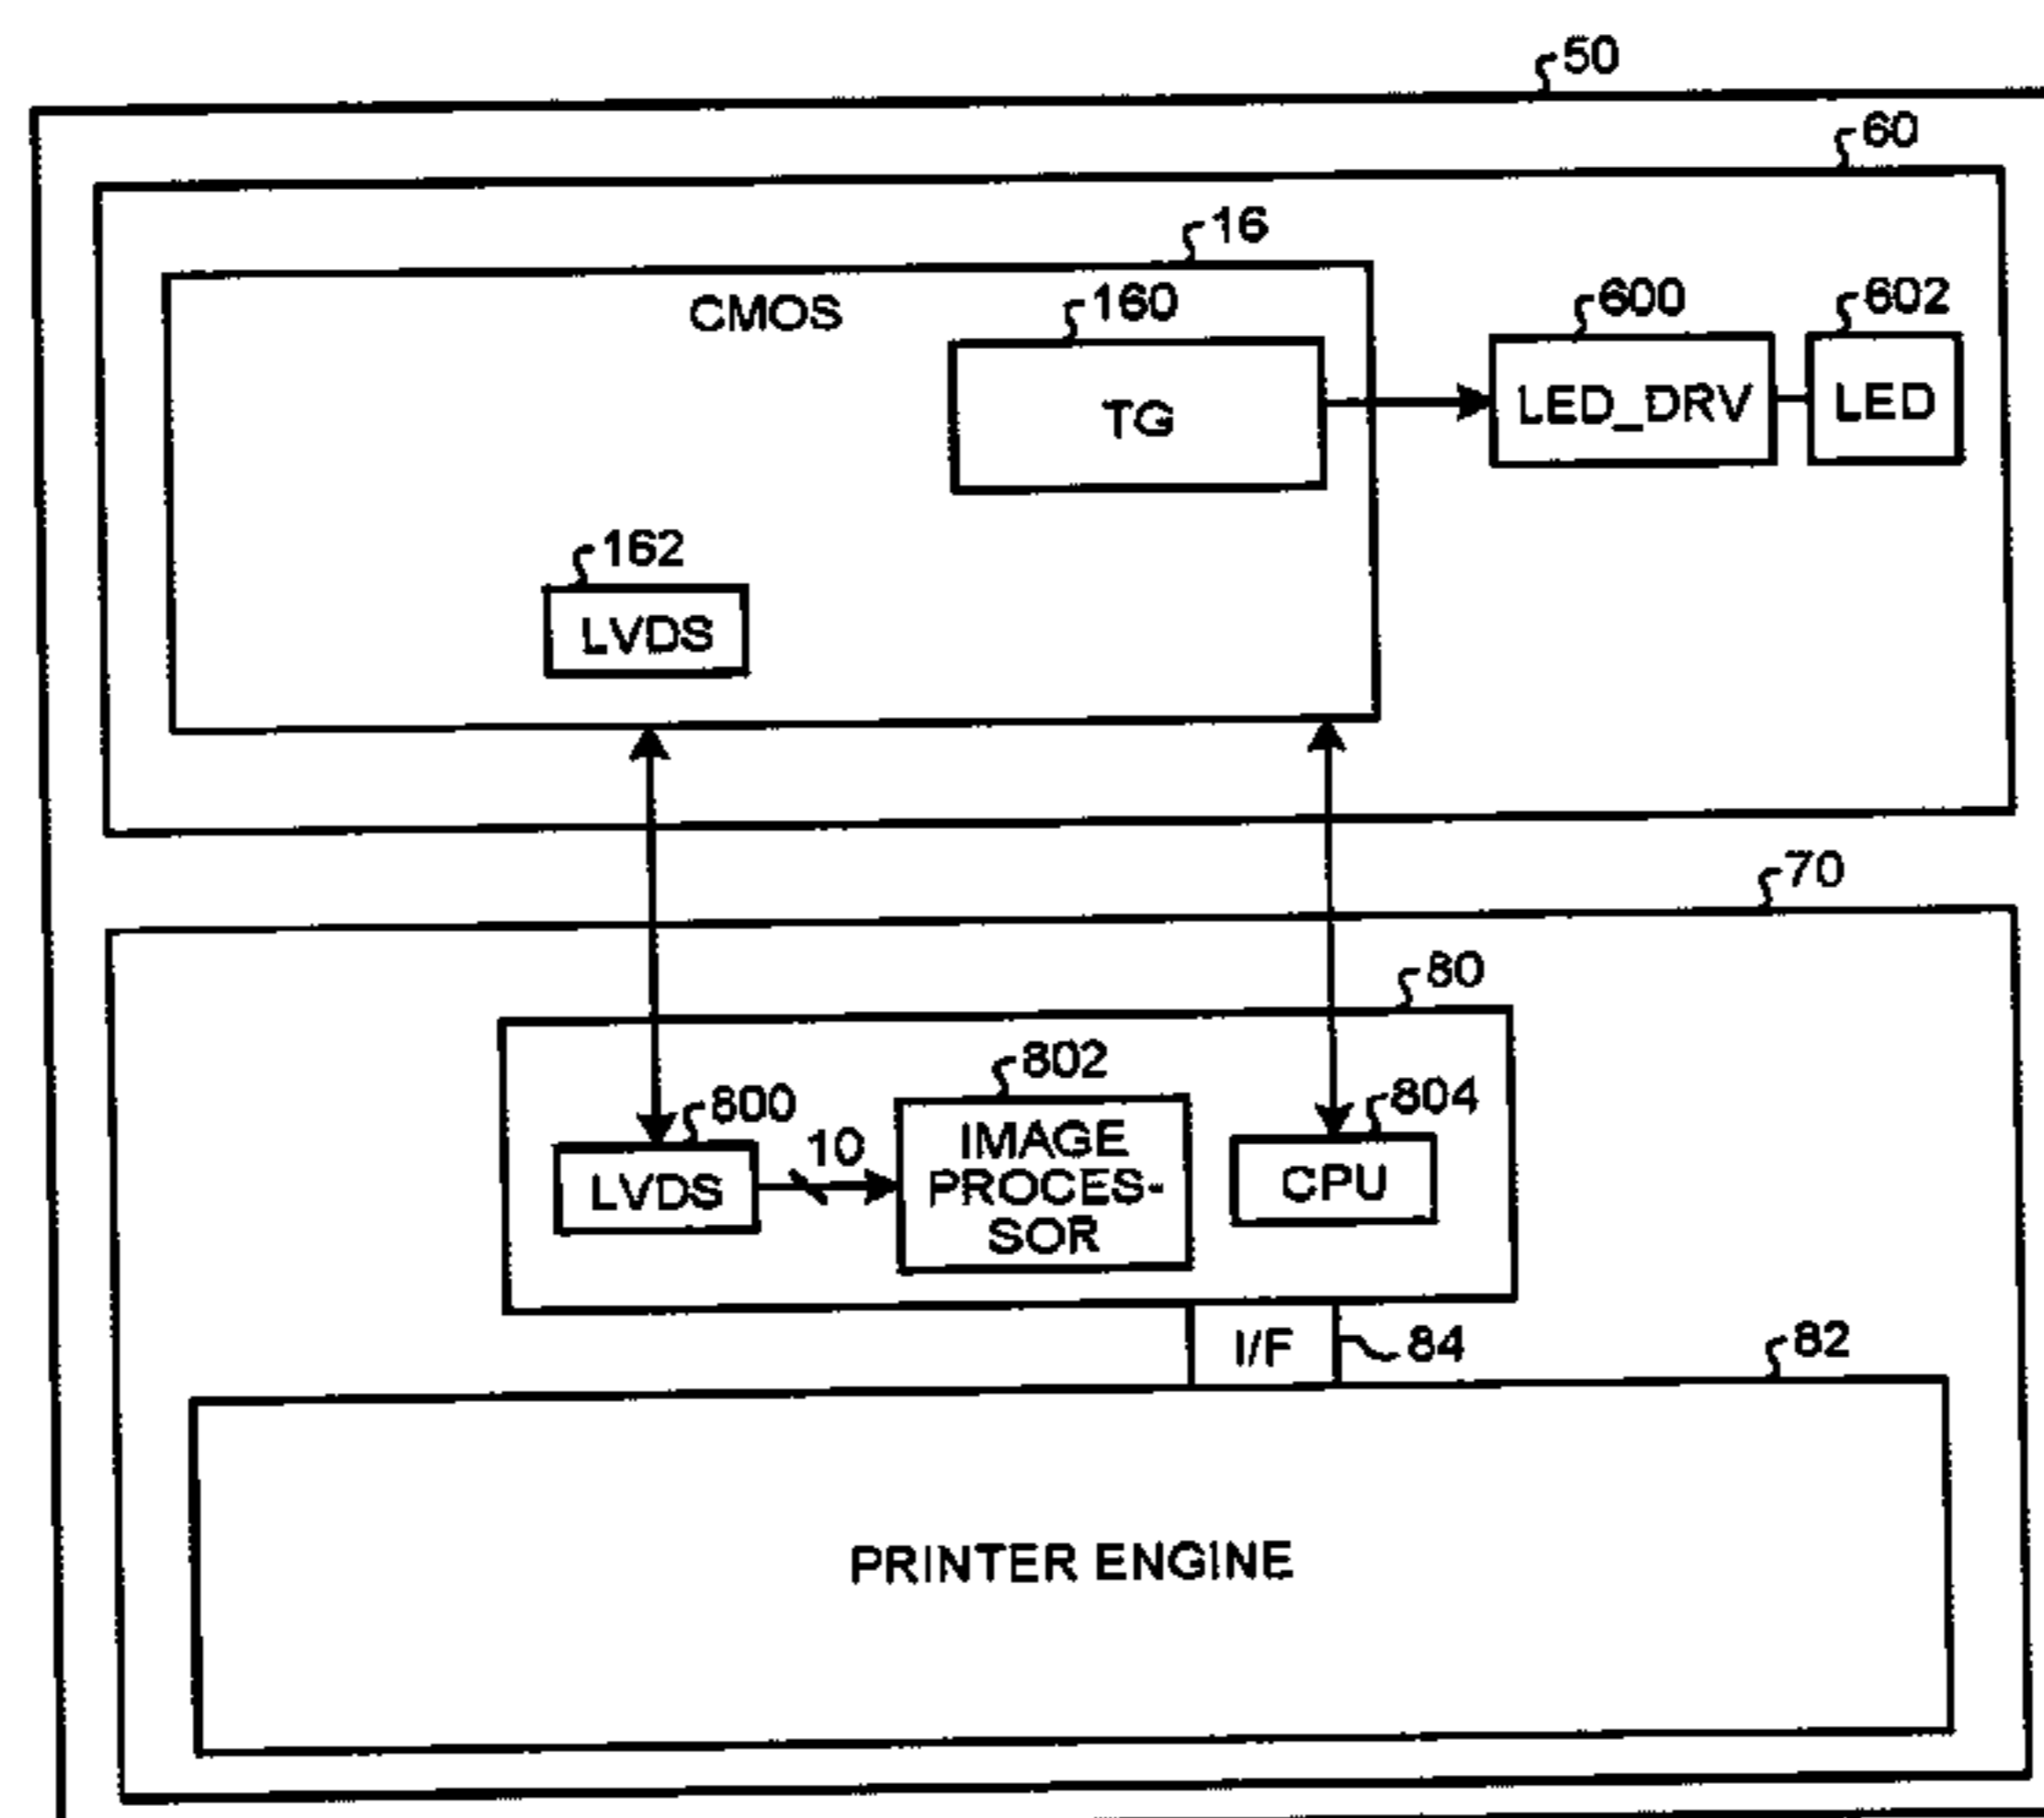 50
60
16
CMOS
160
TG
600
LED_DRV
602
LED
162
LVDS
70
80
800
LVDS
10
802
IMAGE
PROCES-
SOR
804
CPU
I/F
84
82
PRINTER ENGINE